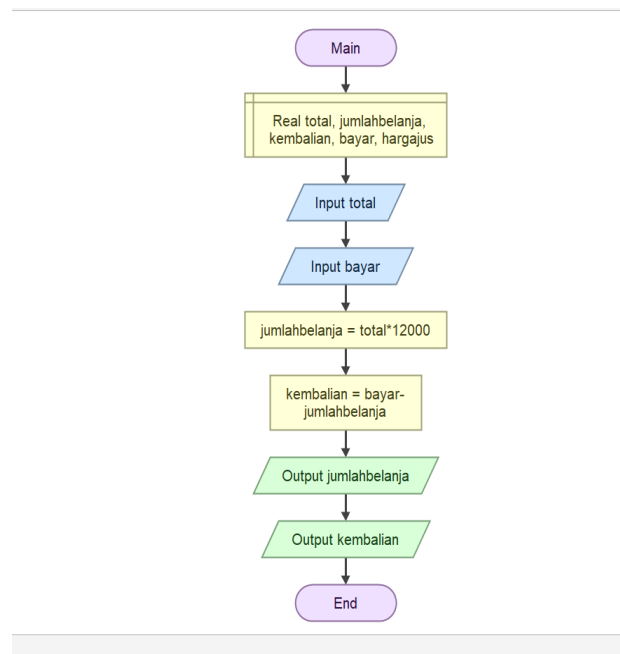 Main
Real total, jumlahbelanja,
kembalian, bayar, hargajus
Input total
Input bayar
jumlahbelanja = total*12000
kembalian = bayar-
jumlahbelanja
Output jumlahbelanja
Output kembalian
End